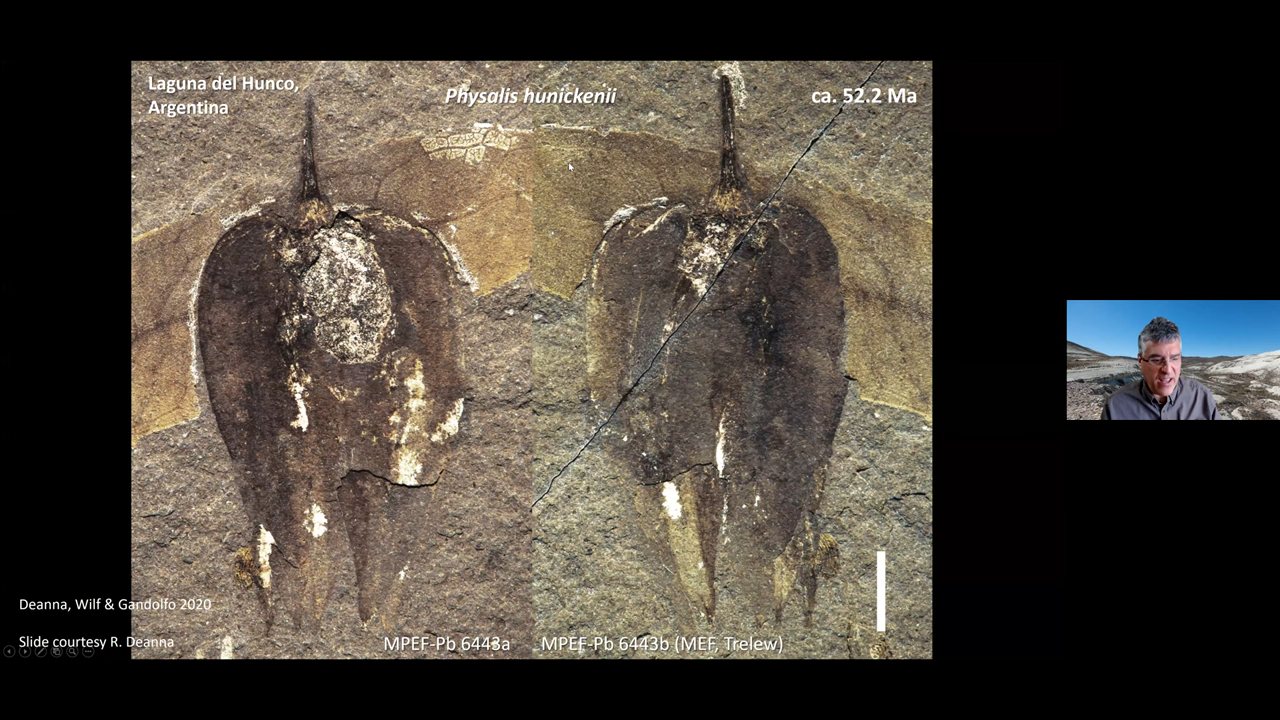 Laguna del Hunco,
Argentina
Physalis hunickenii
ca. 52.2 Ma
Deanna, Wilf & Gandolfo 2020
Slide courtesy R. Deanna
MPEF-Pb 6443a
MPEF-Pb 6443b (MEF, Trelew)